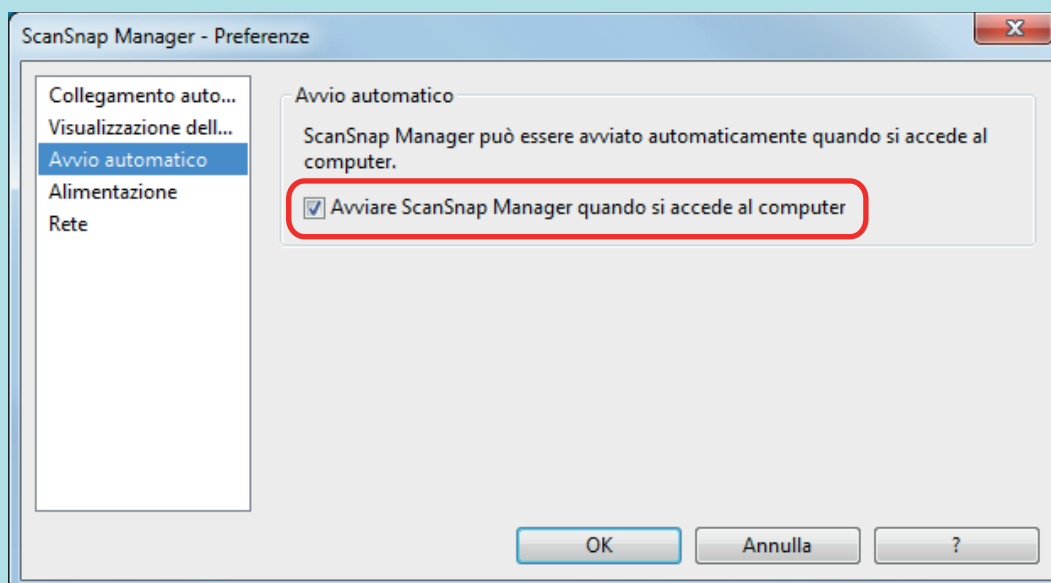 ScanSnap Manager - Preferenze
Collegamento auto...
Visualizzazione dell...
Avvio automatico
Alimentazione
Rete
Avvio automatico
ScanSnap Manager può essere avviato automaticamente quando si accede al
computer.
Avviare ScanSnap Manager quando si accede al computer
OK
Annulla
?